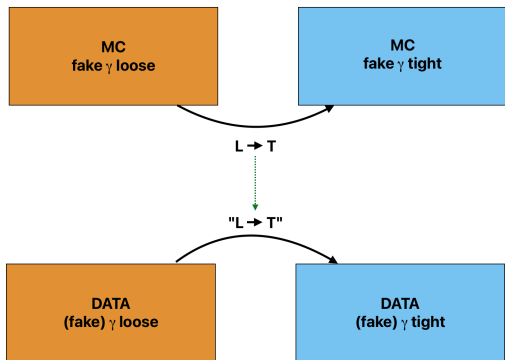 MC
fake γ loose
MC
fake γ tight
L → T
"L → T"
DATA
(fake) γ loose
DATA
(fake) γ tight